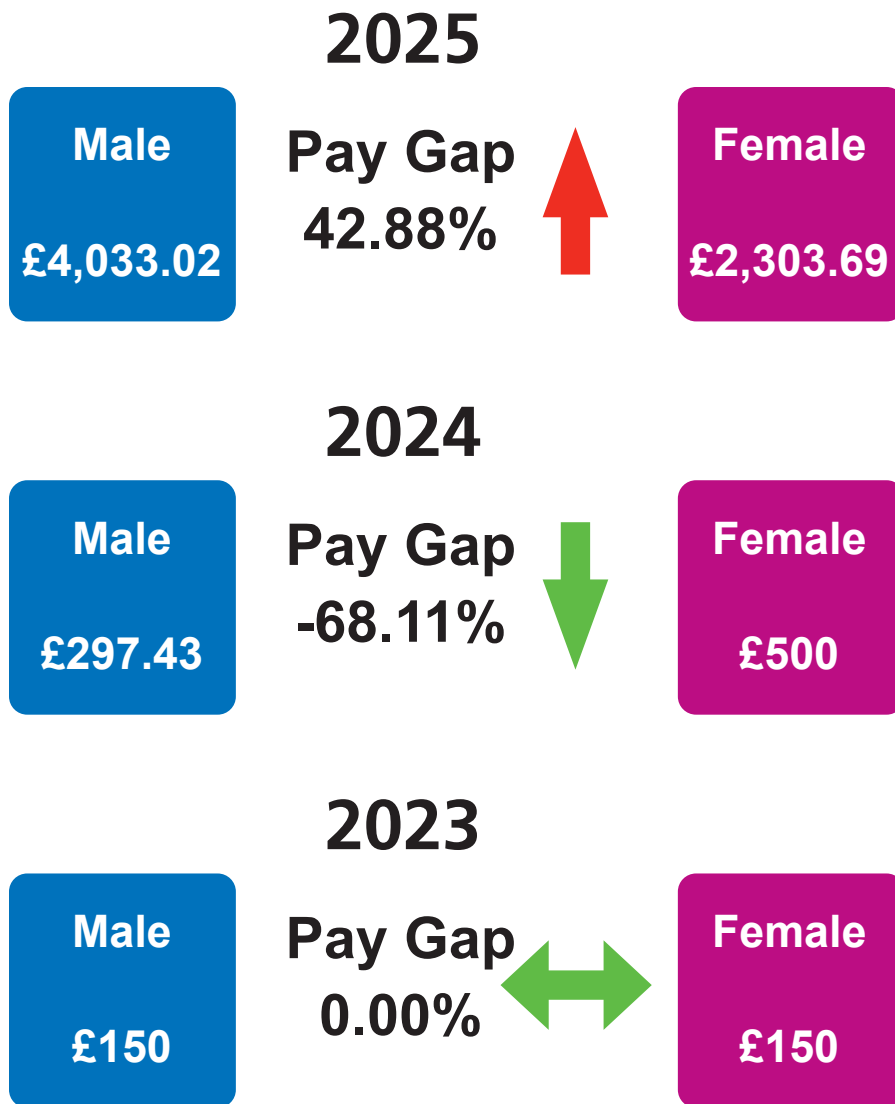 2025
Male
£4,033.02
Pay Gap
42.88%
Female
£2,303.69
2024
Male
£297.43
Pay Gap
-68.11%
Female
£500
2023
Male
£150
Pay Gap
0.00%
Female
£150